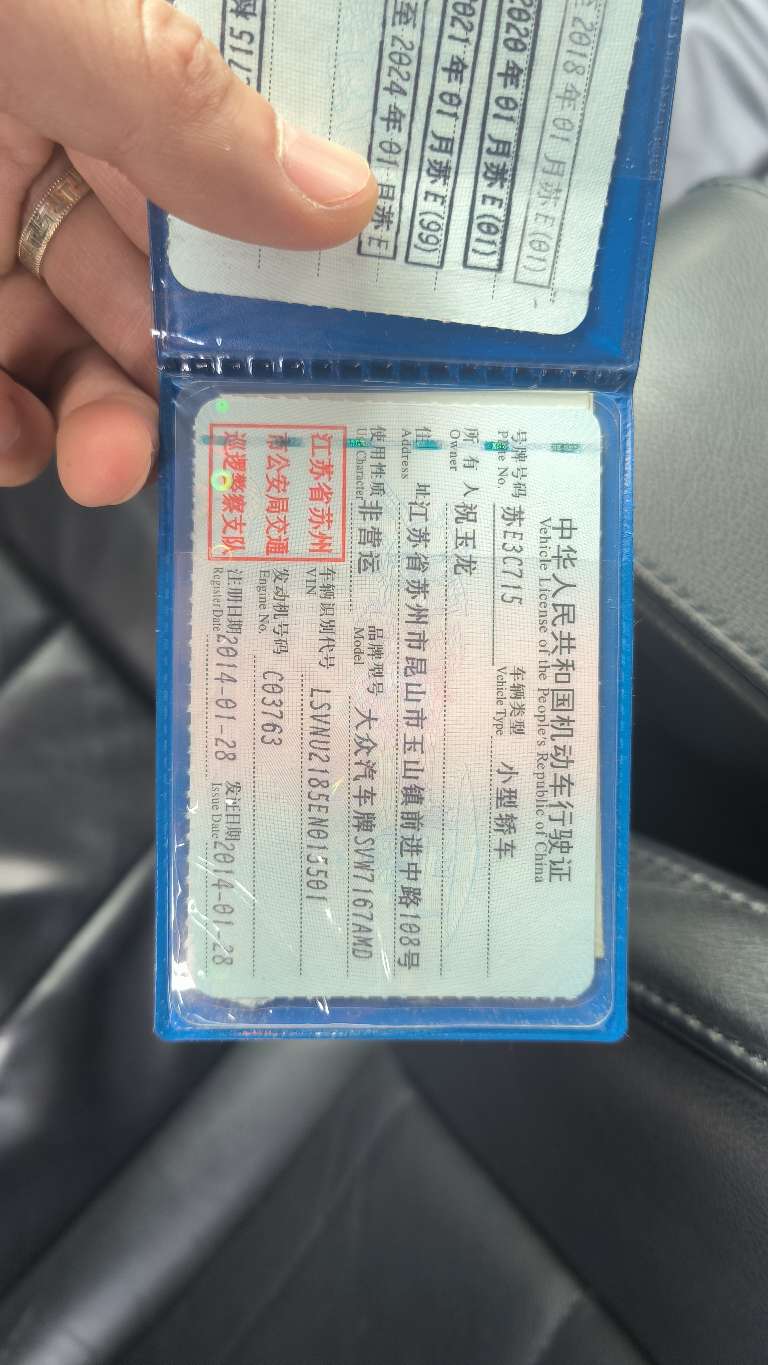 2018年01月苏E(01)
2020年01月苏E(01)
2021年01月苏E(99)
至2024年01月苏E
中华人民共和国机动车行驶证
Vehicle License of the People's Republic of China
号牌号码 苏E3C715 车辆类型 小型轿车
Plate No. Vehicle Type
所有人 祝玉龙
Owner
住址 江苏省苏州市昆山市玉山镇前进中路108号
Address
使用性质 非营运 品牌型号 大众汽车牌SVW7167AMD
Use Character Model
江苏省苏州
市公安局交通
巡逻警察支队
车辆识别代号 LSVNU2185EN015501
VIN
发动机号码 C03763
Engine No.
注册日期 2014-01-28 发证日期 2014-01-28
Register Date Issue Date